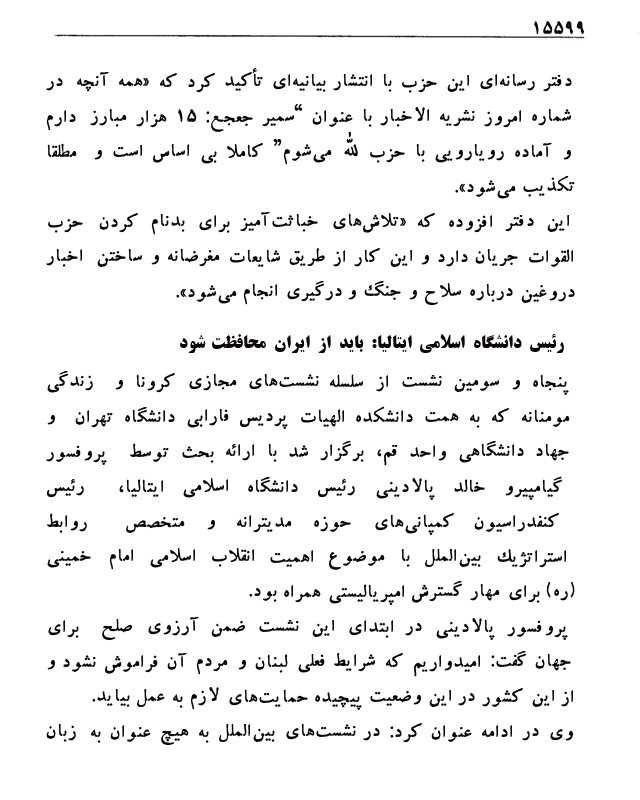 ۱۵۵۹۹
دفتر رسانه‌ای این حزب با انتشار بیانیه‌ای تأکید کرد که «همه آنچه در
شماره امروز نشریه الاخبار با عنوان “سمیر جعجع: ۱۵ هزار مبارز دارم
و آماده رویارویی با حزب الله می‌شوم” کاملا بی اساس است و مطلقا
تکذیب می‌شود».
این دفتر افزوده که «تلاش‌های خباثت‌آمیز برای بدنام کردن حزب
القوات جریان دارد و این کار از طریق شایعات مغرضانه و ساختن اخبار
دروغین درباره سلاح و جنگ و درگیری انجام می‌شود».
رئیس دانشگاه اسلامی ایتالیا: باید از ایران محافظت شود
پنجاه و سومین نشست از سلسله نشست‌های مجازی کرونا و زندگی
مومنانه که به همت دانشکده الهیات پردیس فارابی دانشگاه تهران و
جهاد دانشگاهی واحد قم، برگزار شد با ارائه بحث توسط پروفسور
گیامپیرو خالد پالادینی رئیس دانشگاه اسلامی ایتالیا، رئیس
کنفدراسیون کمپانی‌های حوزه مدیترانه و متخصص روابط
استراتژیک بین‌الملل با موضوع اهمیت انقلاب اسلامی امام خمینی
(ره) برای مهار گسترش امپریالیستی همراه بود.
پروفسور پالادینی در ابتدای این نشست ضمن آرزوی صلح برای
جهان گفت: امیدواریم که شرایط فعلی لبنان و مردم آن فراموش نشود و
از این کشور در این وضعیت پیچیده حمایت‌های لازم به عمل بیاید.
وی در ادامه عنوان کرد: در نشست‌های بین‌الملل به هیچ عنوان به زبان